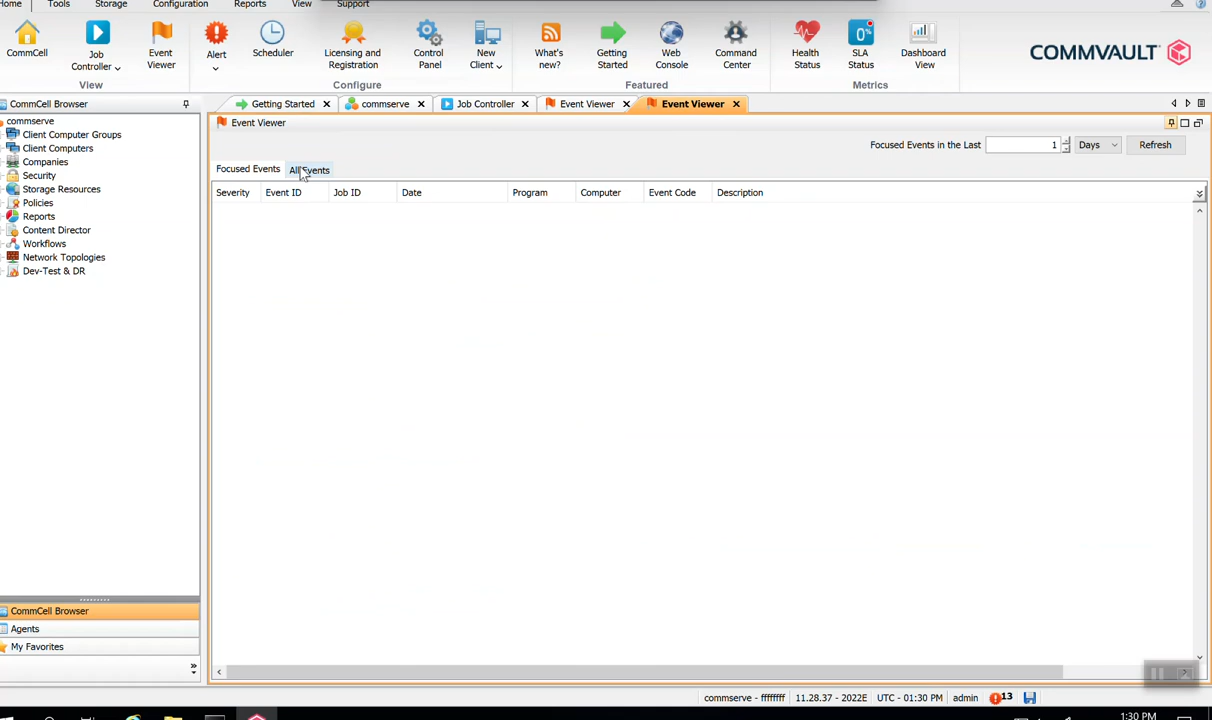 Home Tools Storage Configuration Reports View Support
CommCell
Job Controller
Event Viewer
Alert
Scheduler
Licensing and Registration
Control Panel
New Client
What's new?
Getting Started
Web Console
Command Center
Health Status
0%
SLA Status
Dashboard View
COMMVAULT
View Configure Featured Metrics
CommCell Browser
Getting Started commserve Job Controller Event Viewer Event Viewer
commserve
Client Computer Groups
Client Computers
Companies
Security
Storage Resources
Policies
Reports
Content Director
Workflows
Network Topologies
Dev-Test & DR
Event Viewer
Focused Events in the Last 1 Days Refresh
Focused Events All Events
Severity Event ID Job ID Date Program Computer Event Code Description
CommCell Browser
Agents
My Favorites
commserve - ffffffff 11.28.37 - 2022E UTC - 01:30 PM admin 13
1:30 PM